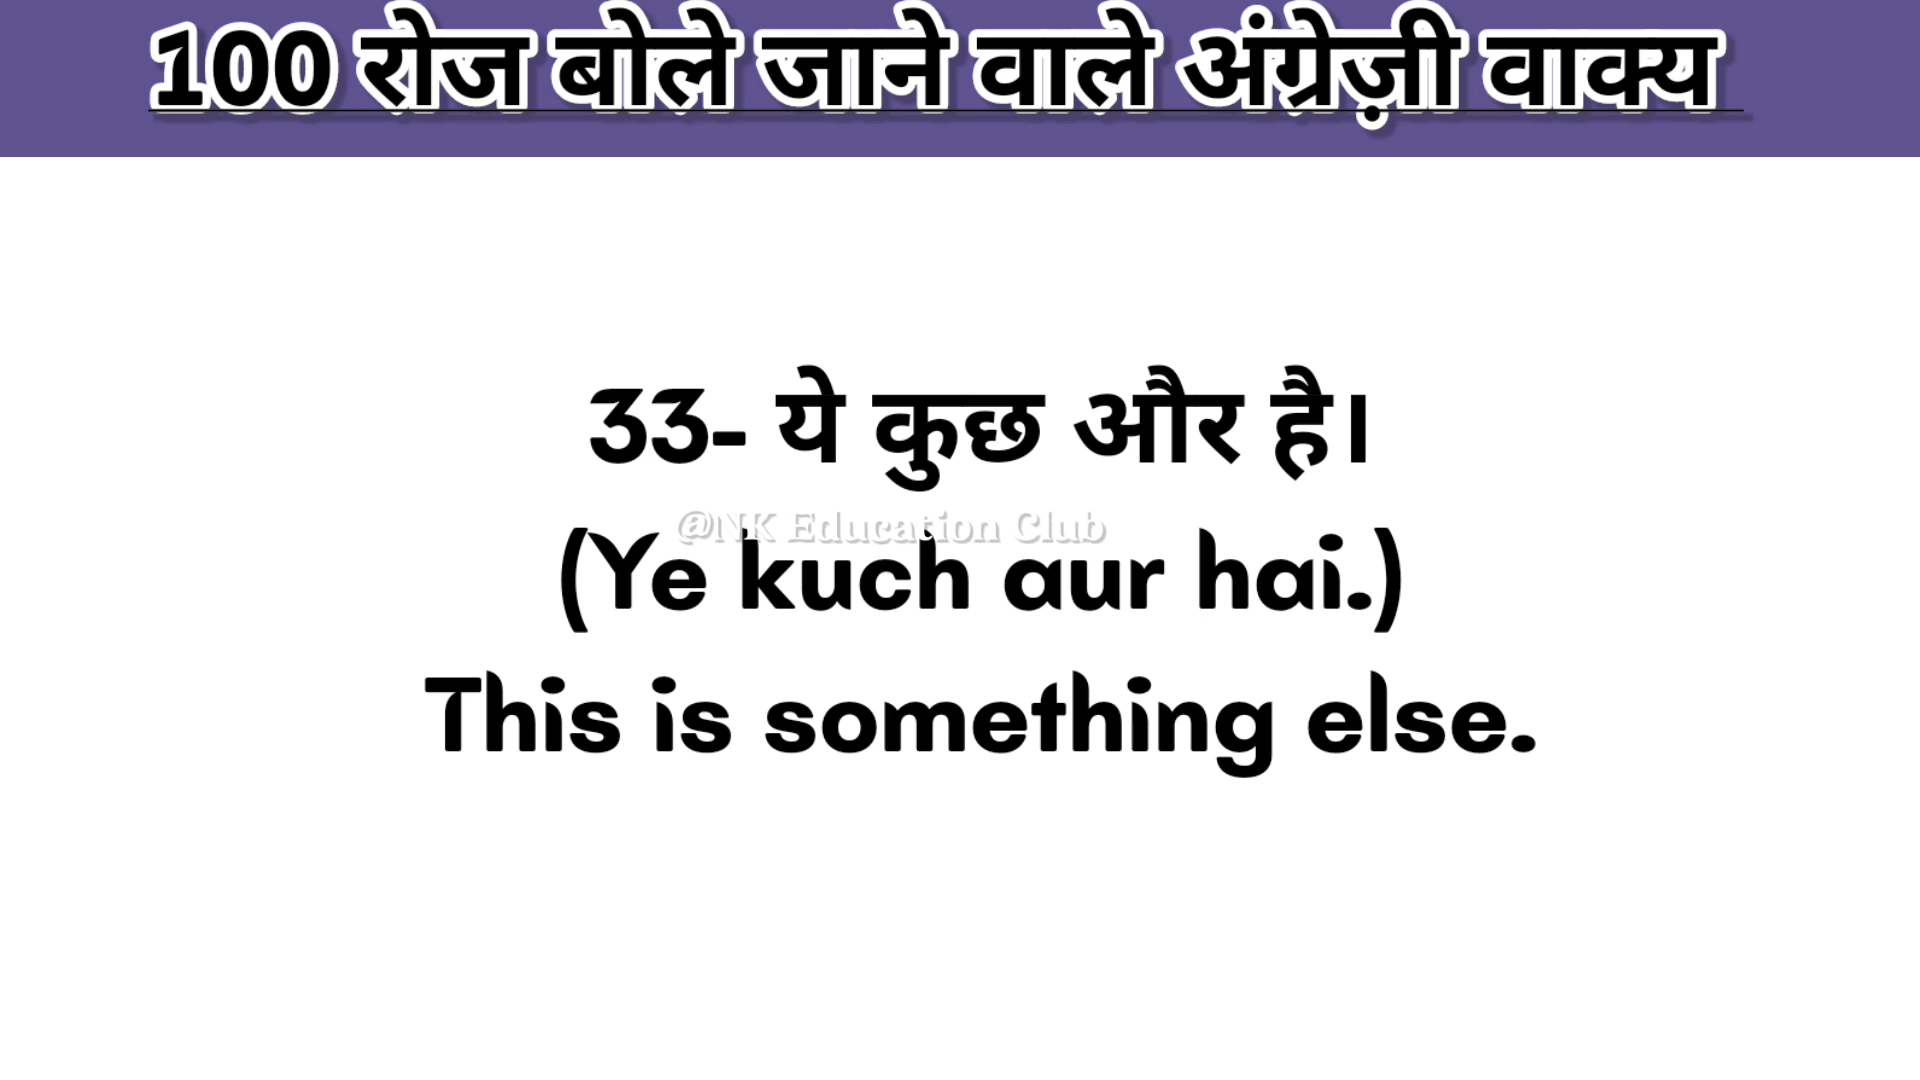 100 रोज बोले जाने वाले अंग्रेज़ी वाक्य
33- ये कुछ और है।
@NK Education Club
(Ye kuch aur hai.)
This is something else.